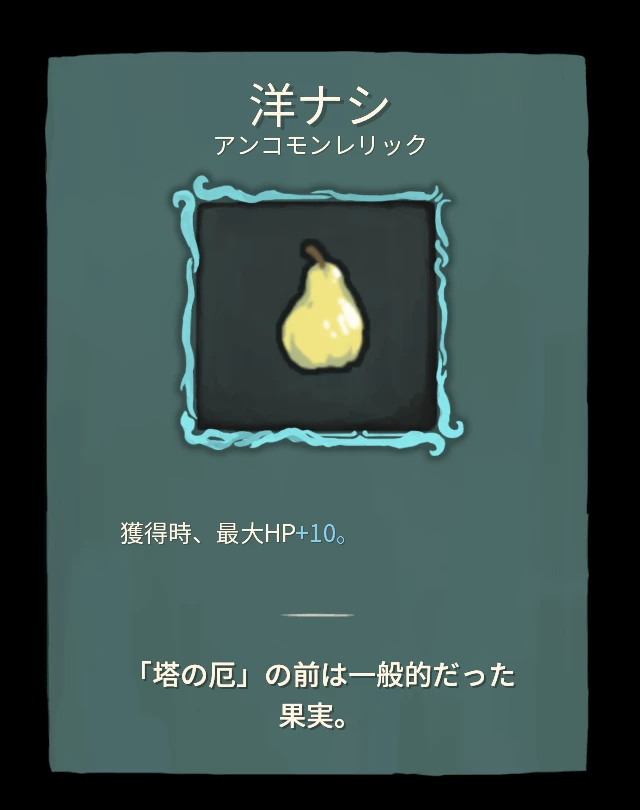 洋ナシ
アンコモンレリック
獲得時、最大HP+10。
「塔の厄」の前は一般的だった
果実。